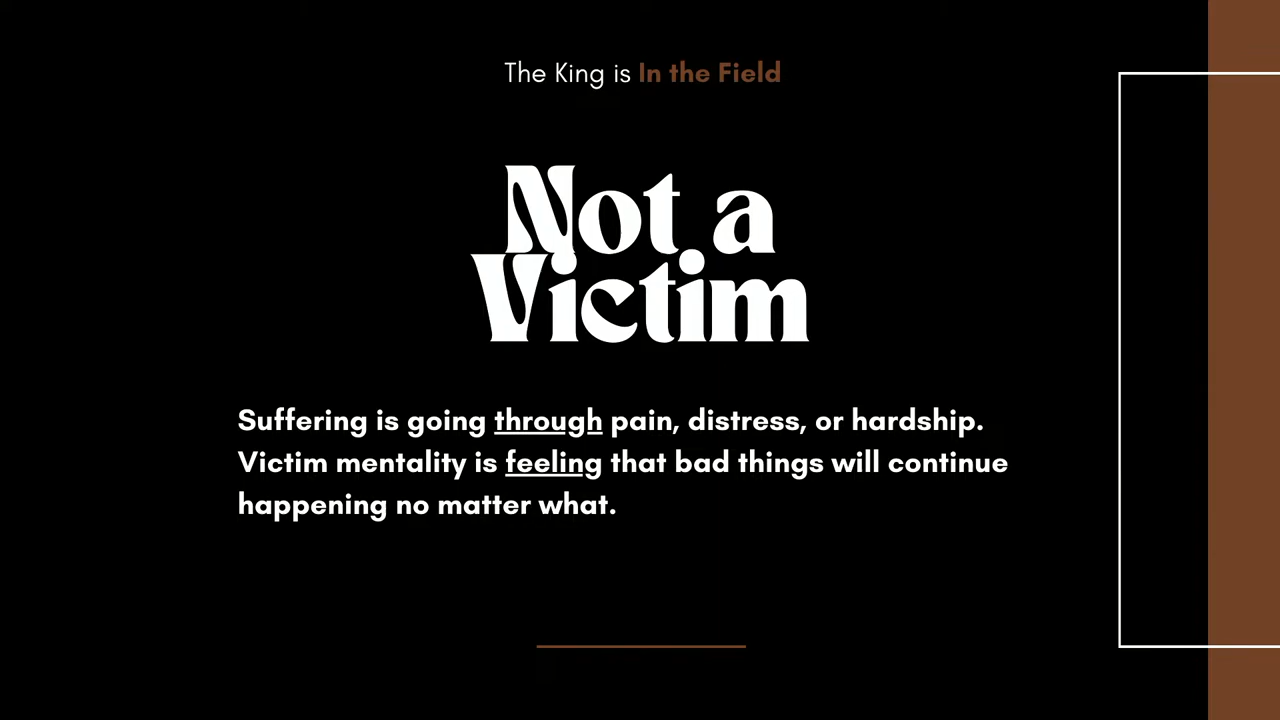 The King is In the Field
Not a
Victim
Suffering is going through pain, distress, or hardship.
Victim mentality is feeling that bad things will continue
happening no matter what.